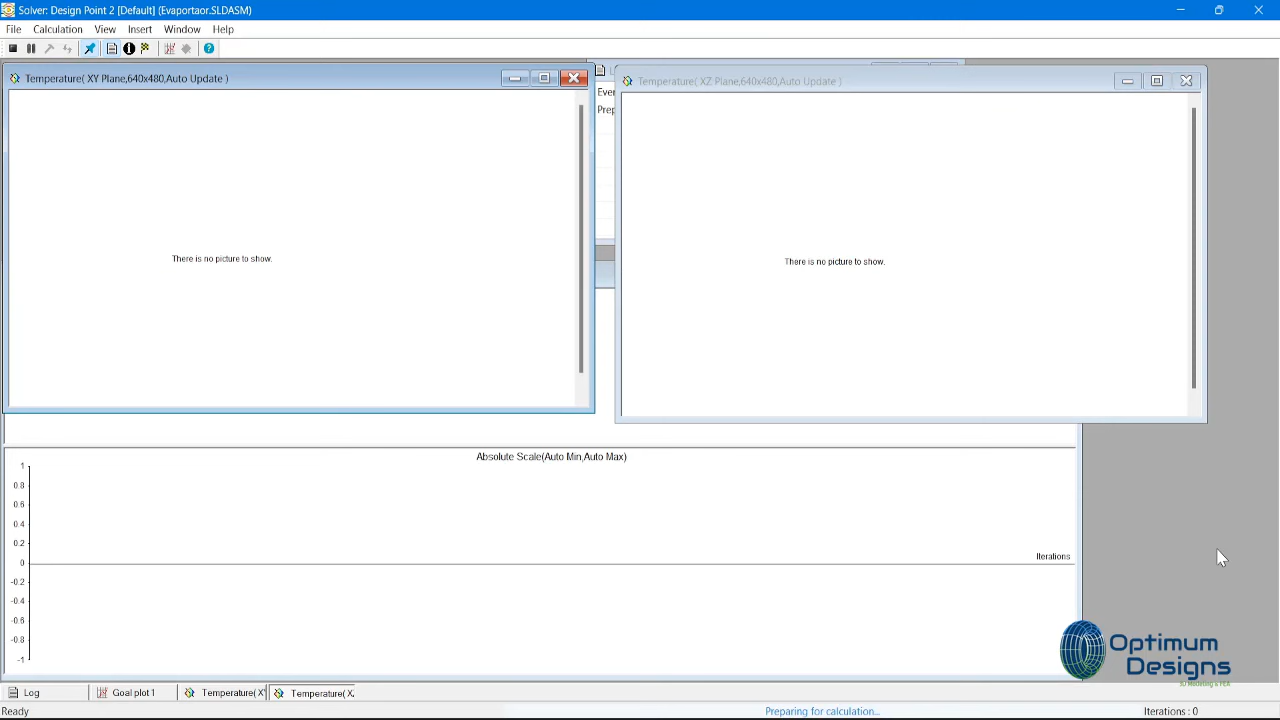 Solver: Design Point 2 [Default] (Evaportaor.SLDASM)
File Calculation View Insert Window Help
Temperature( XY Plane,640x480,Auto Update )
There is no picture to show.
Temperature( XZ Plane,640x480,Auto Update )
There is no picture to show.
Absolute Scale(Auto Min,Auto Max)
1
0.8
0.6
0.4
0.2
0
-0.2
-0.4
-0.6
-0.8
-1
Iterations
Optimum
Designs
3D Modeling & FEA
Log Goal plot 1 Temperature( X Temperature( X
Ready Preparing for calculation... Iterations : 0